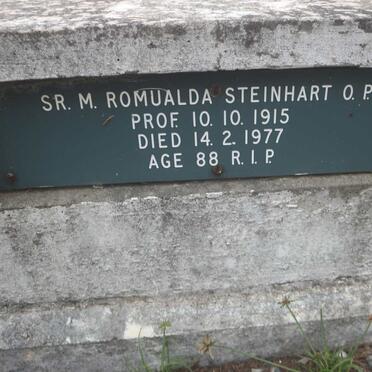 SR. M. ROMUALDA STEINHART O.P.
PROF. 10.10.1915
DIED 14.2.1977
AGE 88 R.I.P